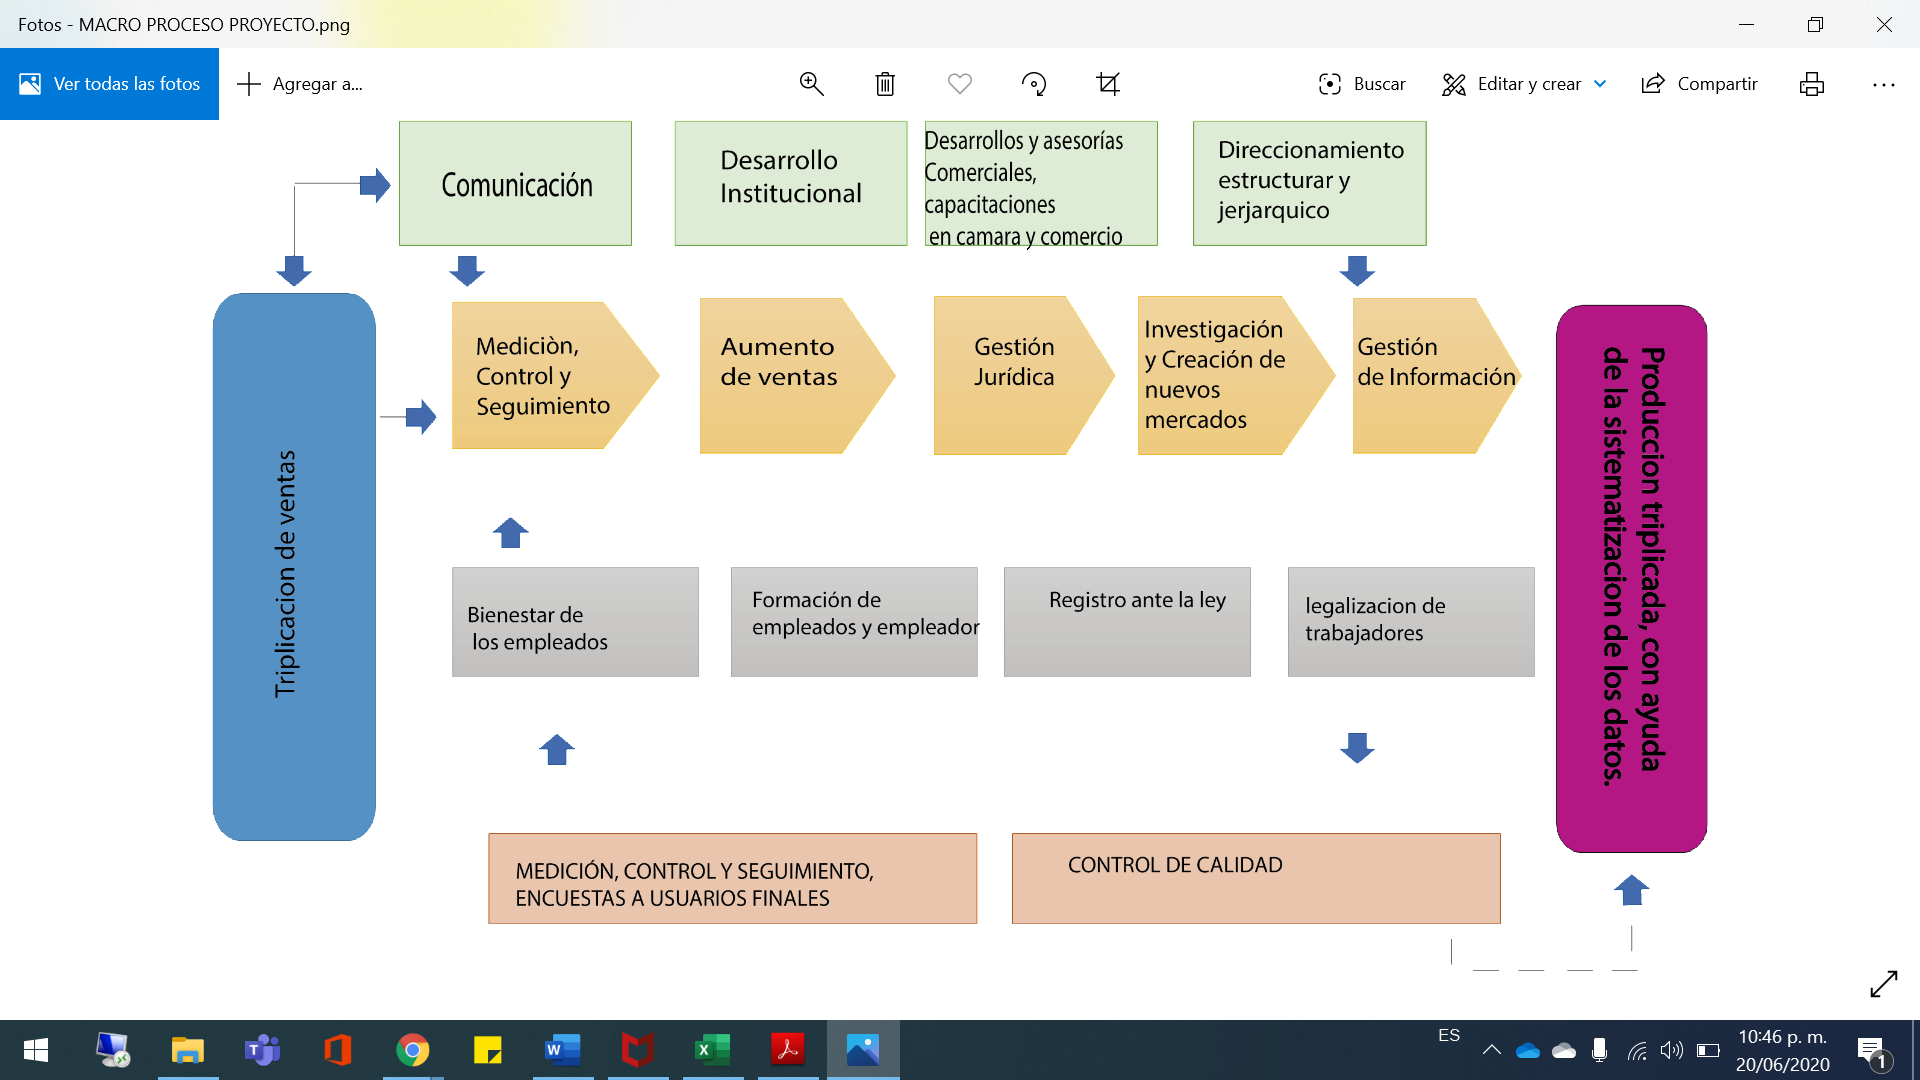 Fotos - MACRO PROCESO PROYECTO.png
Ver todas las fotos
Agregar a...
Buscar
Editar y crear
Compartir
Comunicación
Desarrollo
Institucional
Desarrollos y asesorías
Comerciales,
capacitaciones
en camara y comercio
Direccionamiento
estructurar y
jerjarquico
Triplicacion de ventas
Mediciòn,
Control y
Seguimiento
Aumento
de ventas
Gestión
Jurídica
Investigación
y Creación de
nuevos
mercados
Gestión
de Información
Produccion triplicada, con ayuda
de la sistematizacion de los datos.
Bienestar de
los empleados
Formación de
empleados y empleador
Registro ante la ley
legalizacion de
trabajadores
MEDICIÓN, CONTROL Y SEGUIMIENTO,
ENCUESTAS A USUARIOS FINALES
CONTROL DE CALIDAD
ES
10:46 p. m.
20/06/2020
1